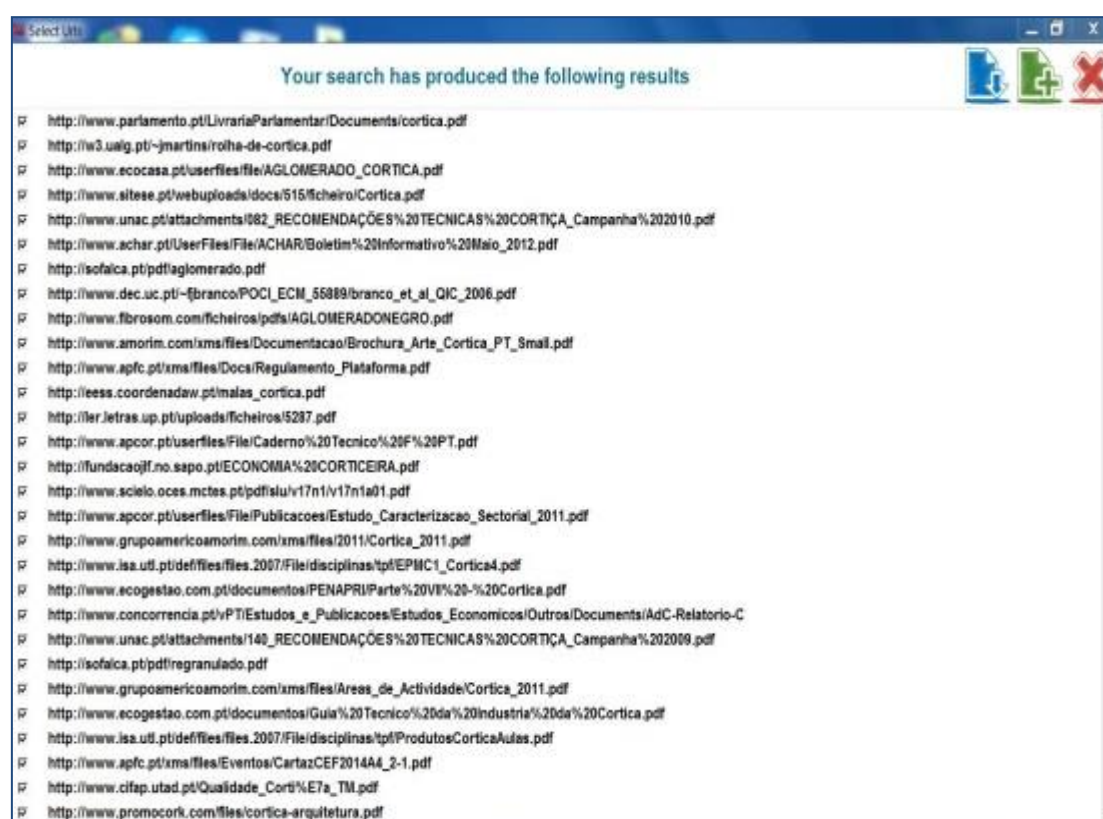 Select Urls
Your search has produced the following results
http://www.parlamento.pt/LivrariaParlamentar/Documents/cortica.pdf
http://w3.ualg.pt/~jmartins/rolha-de-cortica.pdf
http://www.ecocasa.pt/userfiles/file/AGLOMERADO_CORTICA.pdf
http://www.sitese.pt/webuploads/docs/515/ficheiro/Cortica.pdf
http://www.unac.pt/attachments/082_RECOMENDAÇÕES%20TECNICAS%20CORTIÇA_Campanha%202010.pdf
http://www.achar.pt/UserFiles/File/ACHAR/Boletim%20Informativo%20Maio_2012.pdf
http://sofalca.pt/pdf/aglomerado.pdf
http://www.dec.uc.pt/~fjbranco/POCI_ECM_55889/branco_et_al_QIC_2006.pdf
http://www.fibrosom.com/ficheiros/pdfs/AGLOMERADONEGRO.pdf
http://www.amorim.com/xms/files/Documentacao/Brochura_Arte_Cortica_PT_Small.pdf
http://www.apfc.pt/xms/files/Docs/Regulamento_Plataforma.pdf
http://eess.coordenadaw.pt/malas_cortica.pdf
http://ler.letras.up.pt/uploads/ficheiros/5287.pdf
http://www.apcor.pt/userfiles/File/Caderno%20Tecnico%20F%20PT.pdf
http://fundacaojlf.no.sapo.pt/ECONOMIA%20CORTICEIRA.pdf
http://www.scielo.oces.mctes.pt/pdf/slu/v17n1/v17n1a01.pdf
http://www.apcor.pt/userfiles/File/Publicacoes/Estudo_Caracterizacao_Sectorial_2011.pdf
http://www.grupoamericoamorim.com/xms/files/2011/Cortica_2011.pdf
http://www.isa.utl.pt/def/files/files.2007/File/disciplinas/tpf/EPMC1_Cortica4.pdf
http://www.ecogestao.com.pt/documentos/PENAPRI/Parte%20VII%20-%20Cortica.pdf
http://www.concorrencia.pt/vPT/Estudos_e_Publicacoes/Estudos_Economicos/Outros/Documents/AdC-Relatorio-C
http://www.unac.pt/attachments/140_RECOMENDAÇÕES%20TECNICAS%20CORTIÇA_Campanha%202009.pdf
http://sofalca.pt/pdf/regranulado.pdf
http://www.grupoamericoamorim.com/xms/files/Areas_de_Actividade/Cortica_2011.pdf
http://www.ecogestao.com.pt/documentos/Guia%20Tecnico%20da%20Industria%20da%20Cortica.pdf
http://www.isa.utl.pt/def/files/files.2007/File/disciplinas/tpf/ProdutosCorticaAulas.pdf
http://www.apfc.pt/xms/files/Eventos/CartazCEF2014A4_2-1.pdf
http://www.cifap.utad.pt/Qualidade_Corti%E7a_TM.pdf
http://www.promocork.com/files/cortica-arquitetura.pdf